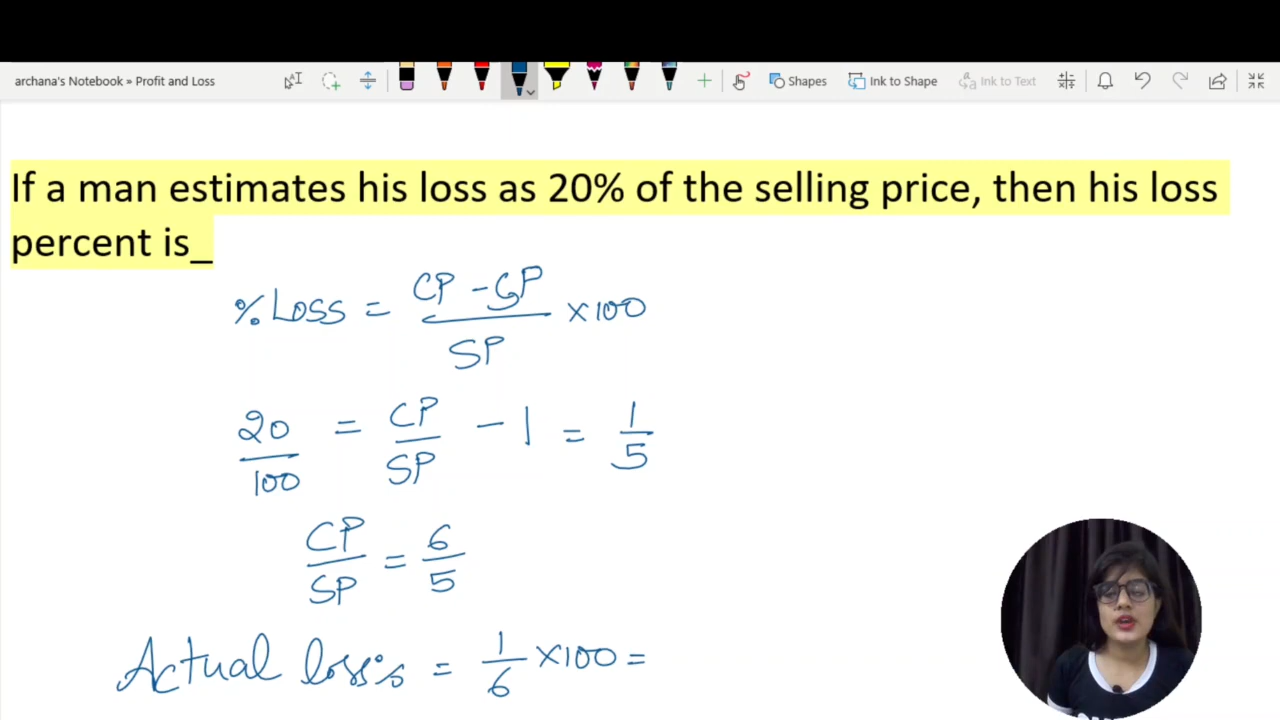 archana's Notebook » Profit and Loss
Shapes Ink to Shape Ink to Text
If a man estimates his loss as 20% of the selling price, then his loss
percent is_
% Loss = CP - SP / SP × 100
20/100 = CP/SP - 1 = 1/5
CP/SP = 6/5
Actual loss% = 1/6 × 100 =